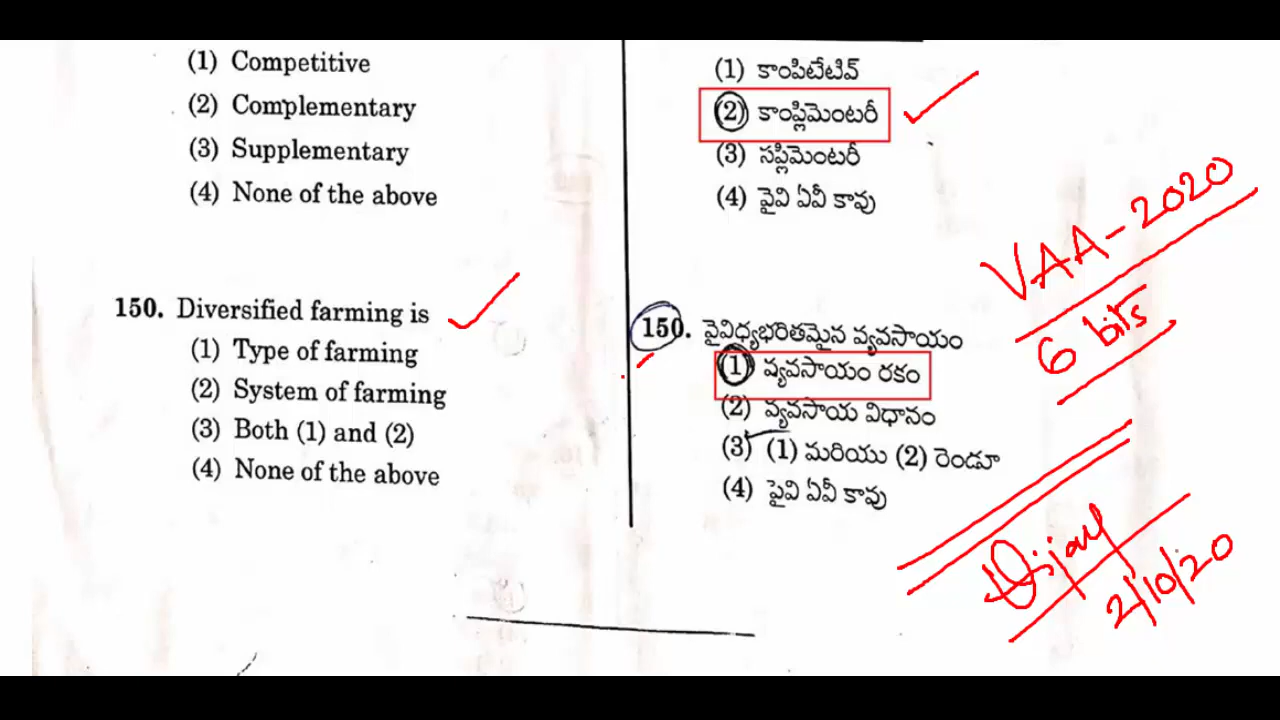 (1) Competitive
(2) Complementary
(3) Supplementary
(4) None of the above
150. Diversified farming is
(1) Type of farming
(2) System of farming
(3) Both (1) and (2)
(4) None of the above
(1) కాంపిటేటివ్
(2) కాంప్లిమెంటరీ
(3) సప్లిమెంటరీ
(4) పైవి ఏవీ కావు
150. వైవిధ్యభరితమైన వ్యవసాయం
(1) వ్యవసాయం రకం
(2) వ్యవసాయ విధానం
(3) (1) మరియు (2) రెండూ
(4) పైవి ఏవీ కావు
VAA-2020
6 bits
Vijay
2/10/20